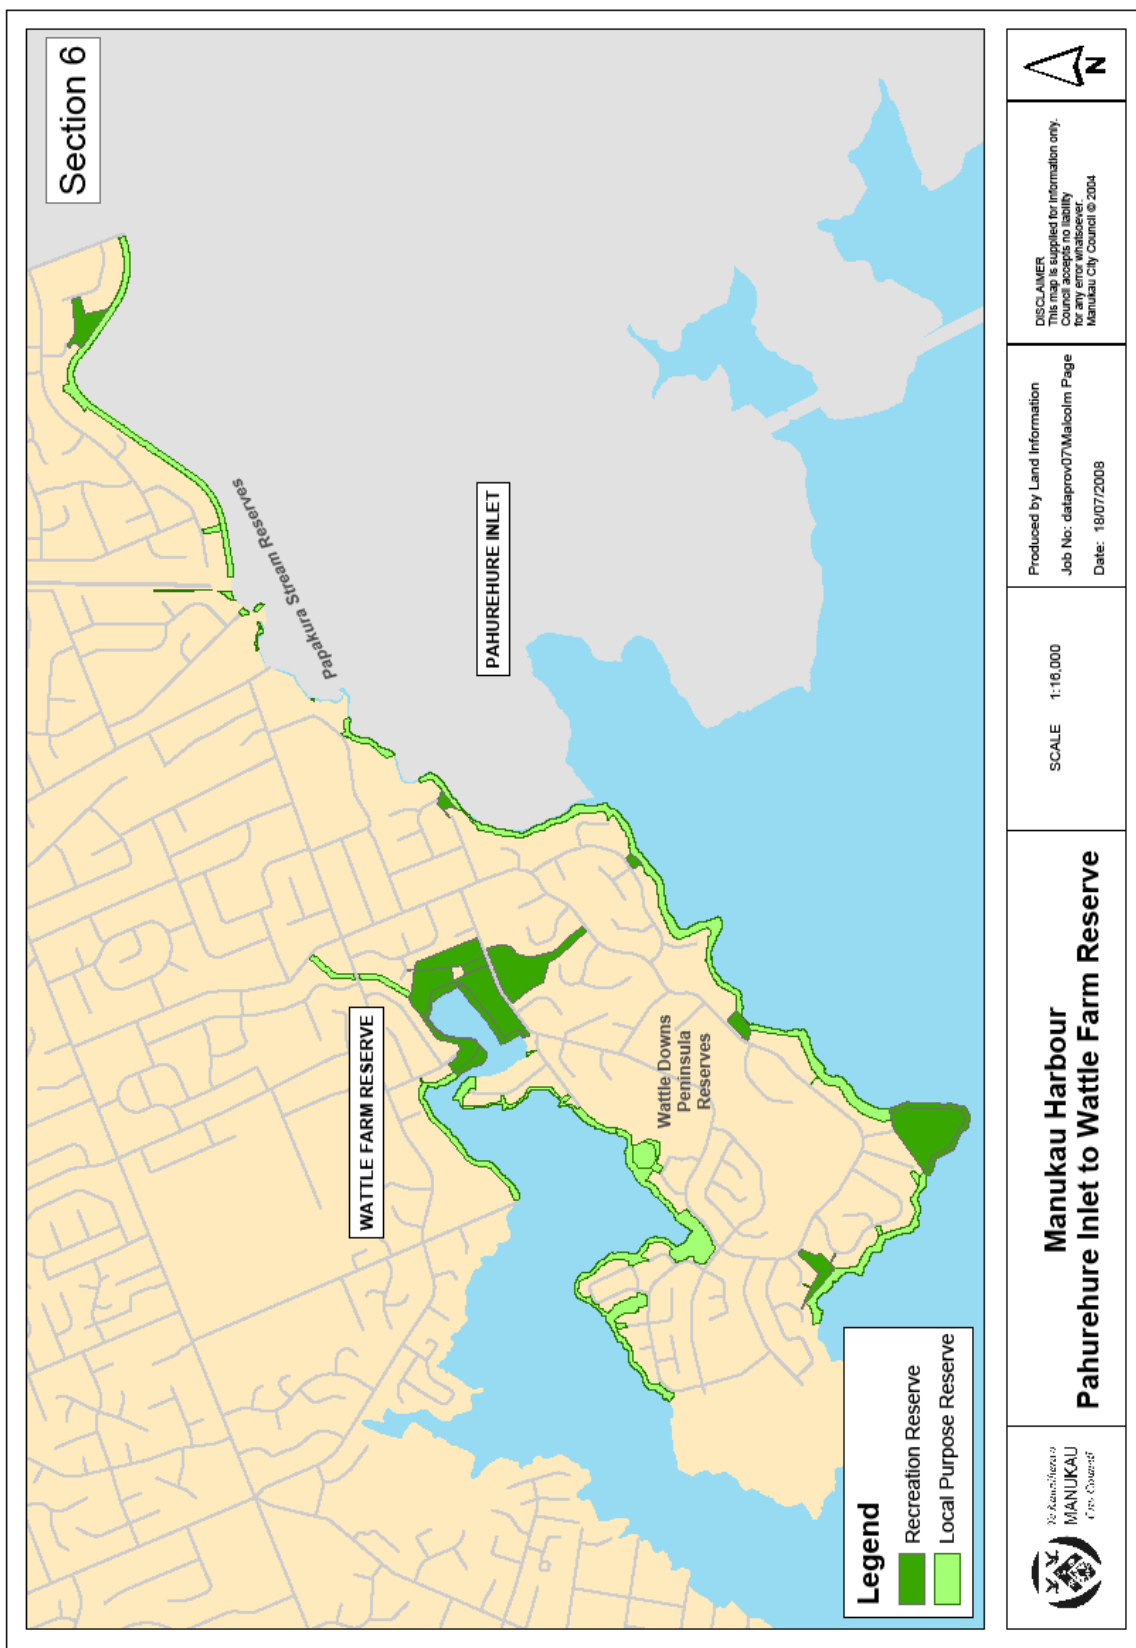 Section 6
Papakura Stream Reserves
PAHUREHURE INLET
WATTLE FARM RESERVE
Wattle Downs
Peninsula
Reserves
Legend
Recreation Reserve
Local Purpose Reserve
MANUKAU
Manukau Harbour
Pahurehure Inlet to Wattle Farm Reserve
SCALE 1:16,000
Produced by Land Information
Job No: dataprov07\Malcolm Page
Date: 18/07/2008
DISCLAIMER
This map is supplied for information only.
Council accepts no liability
for any error whatsoever.
Manukau City Council © 2004
N